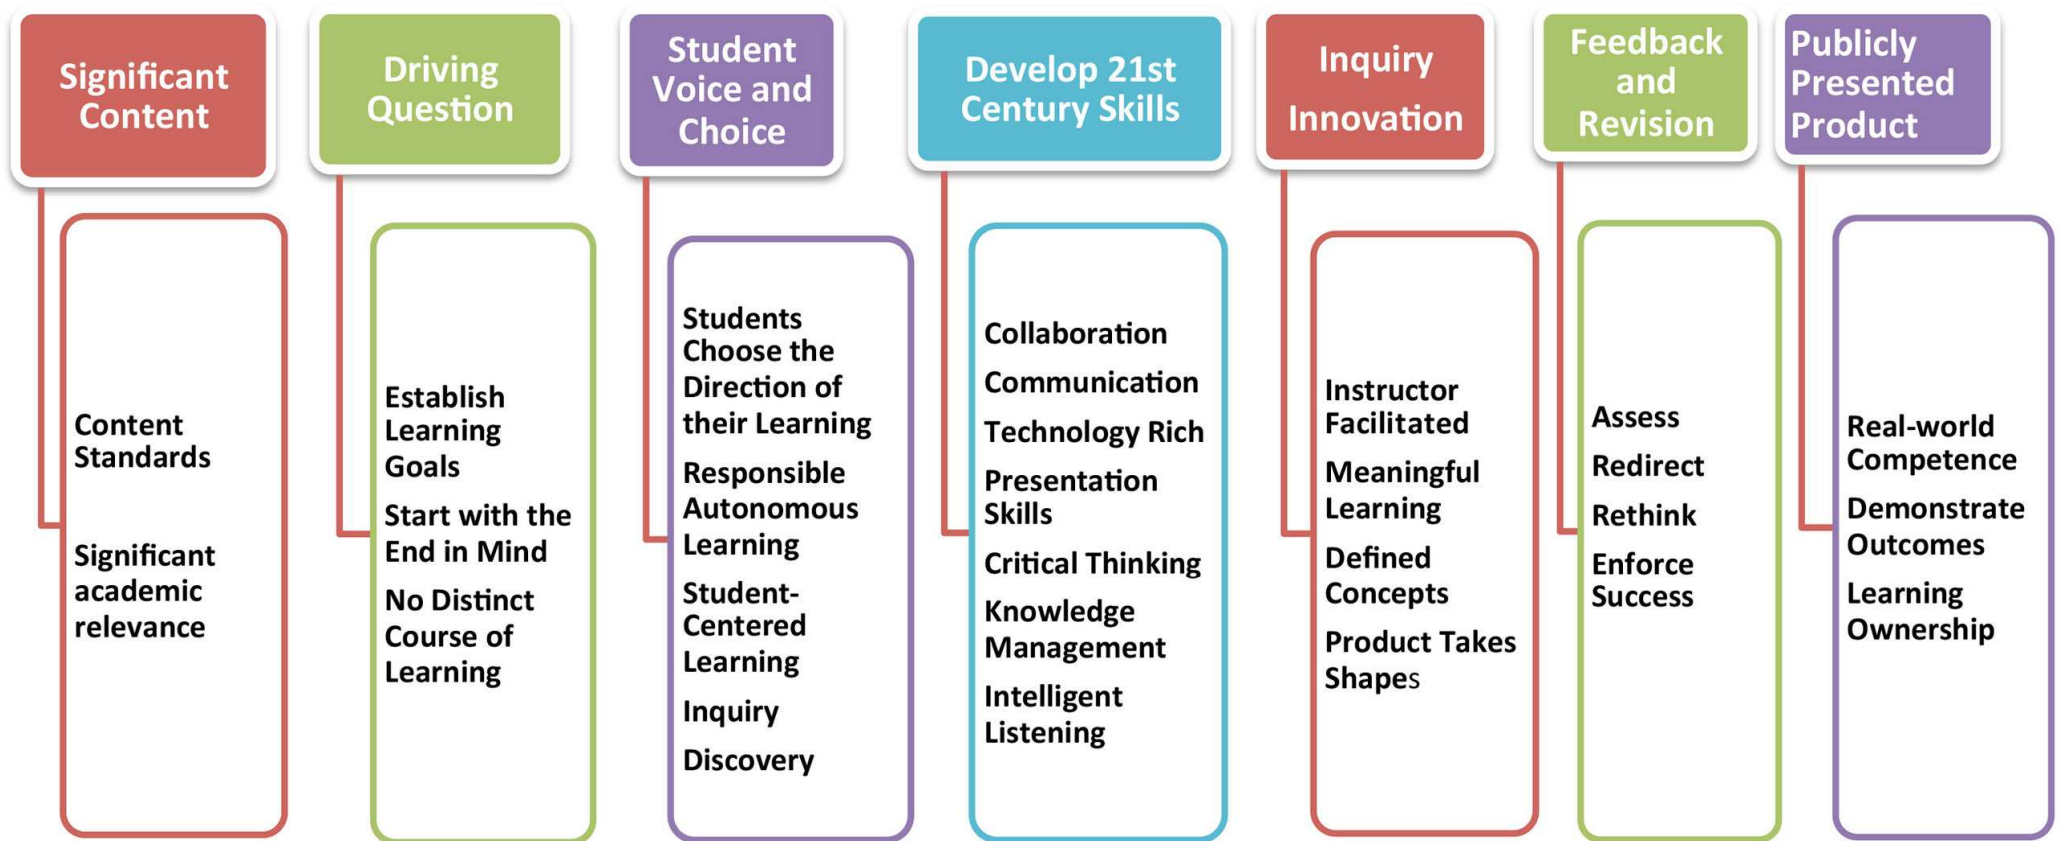 Significant
Content
Content
Standards
Significant
academic
relevance
Driving
Question
Establish
Learning
Goals
Start with the
End in Mind
No Distinct
Course of
Learning
Student
Voice and
Choice
Students
Choose the
Direction of
their Learning
Responsible
Autonomous
Learning
Student-
Centered
Learning
Inquiry
Discovery
Develop 21st
Century Skills
Collaboration
Communication
Technology Rich
Presentation
Skills
Critical Thinking
Knowledge
Management
Intelligent
Listening
Inquiry
Innovation
Instructor
Facilitated
Meaningful
Learning
Defined
Concepts
Product Takes
Shapes
Feedback
and
Revision
Assess
Redirect
Rethink
Enforce
Success
Publicly
Presented
Product
Real-world
Competence
Demonstrate
Outcomes
Learning
Ownership